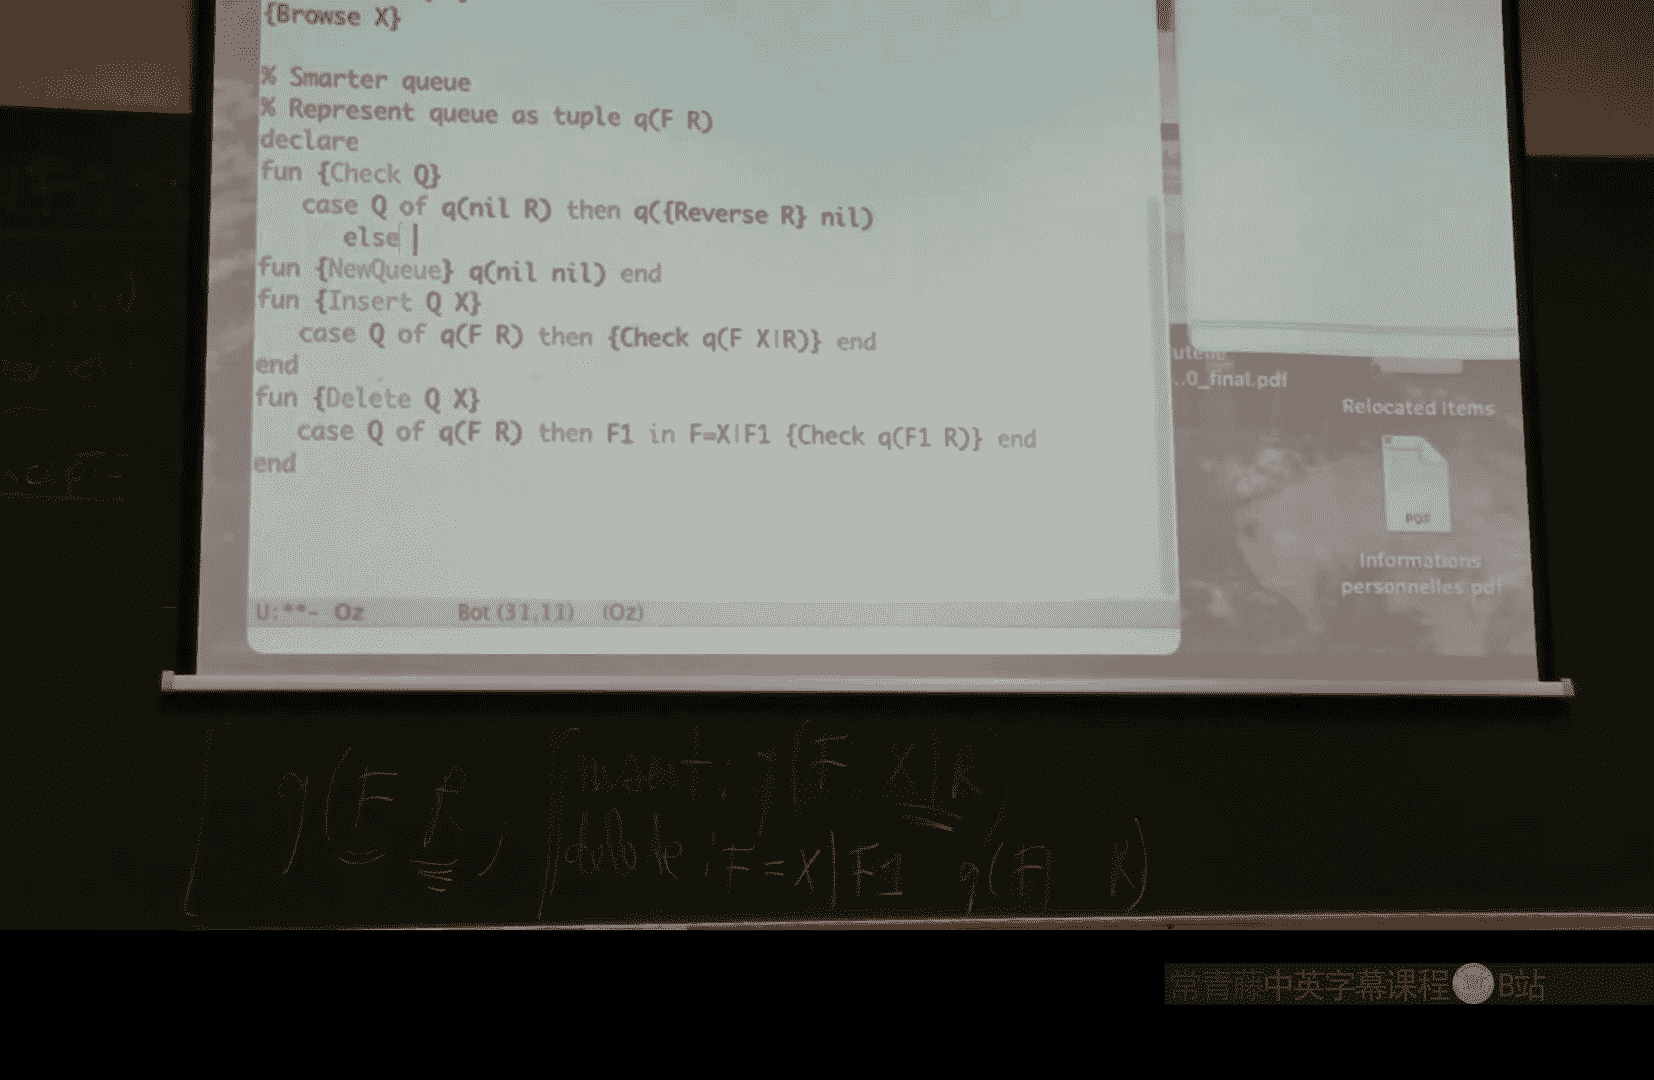 {Browse X}
% Smarter queue
% Represent queue as tuple q(F R)
declare
fun {Check Q}
case Q of q(nil R) then q({Reverse R} nil)
else
fun {NewQueue} q(nil nil) end
fun {Insert Q X}
case Q of q(F R) then {Check q(F X|R)} end
end
fun {Delete Q X}
case Q of q(F R) then F1 in F=X|F1 {Check q(F1 R)} end
end
U:**- Oz Bot (31,11) (Oz)
..0_final.pdf
Relocated Items
PDF
Informations
personnelles.pdf
q(F R) insert: q(F X|R)
delete: F=X|F1 q(F1 R)
常青藤中英字幕课程 B站